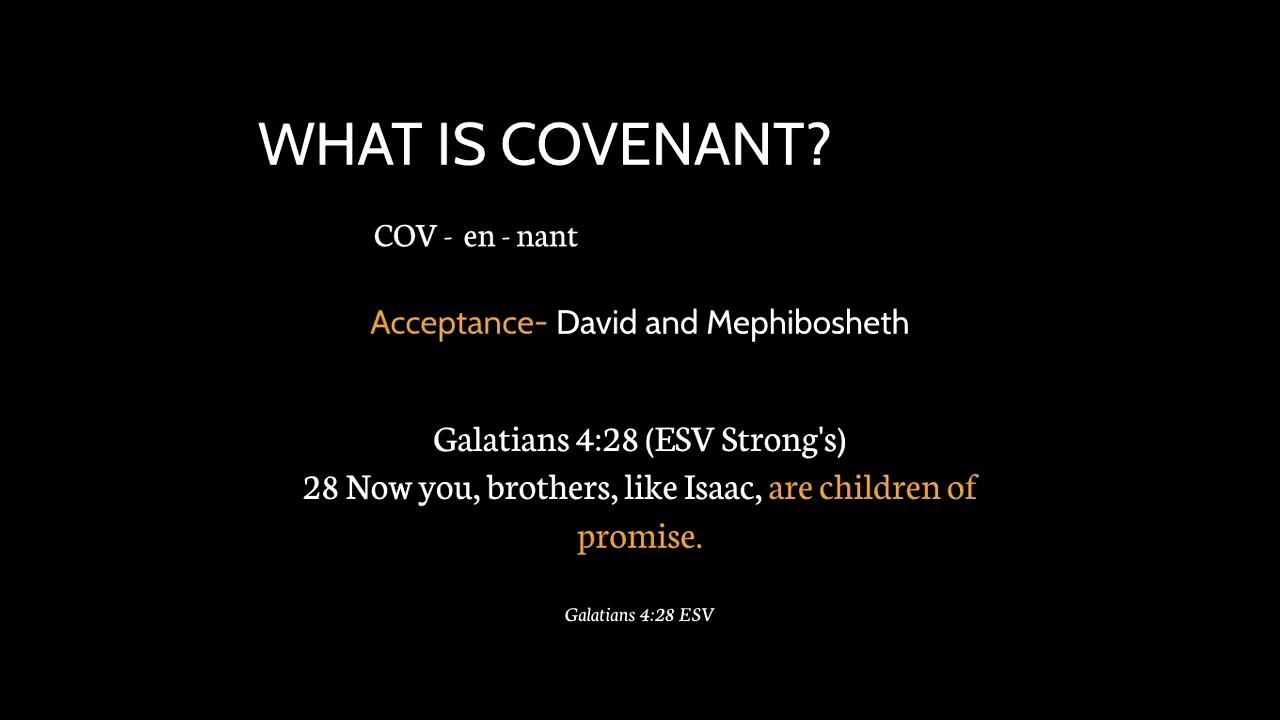 WHAT IS COVENANT?
COV - en - nant
Acceptance- David and Mephibosheth
Galatians 4:28 (ESV Strong's)
28 Now you, brothers, like Isaac, are children of
promise.
Galatians 4:28 ESV